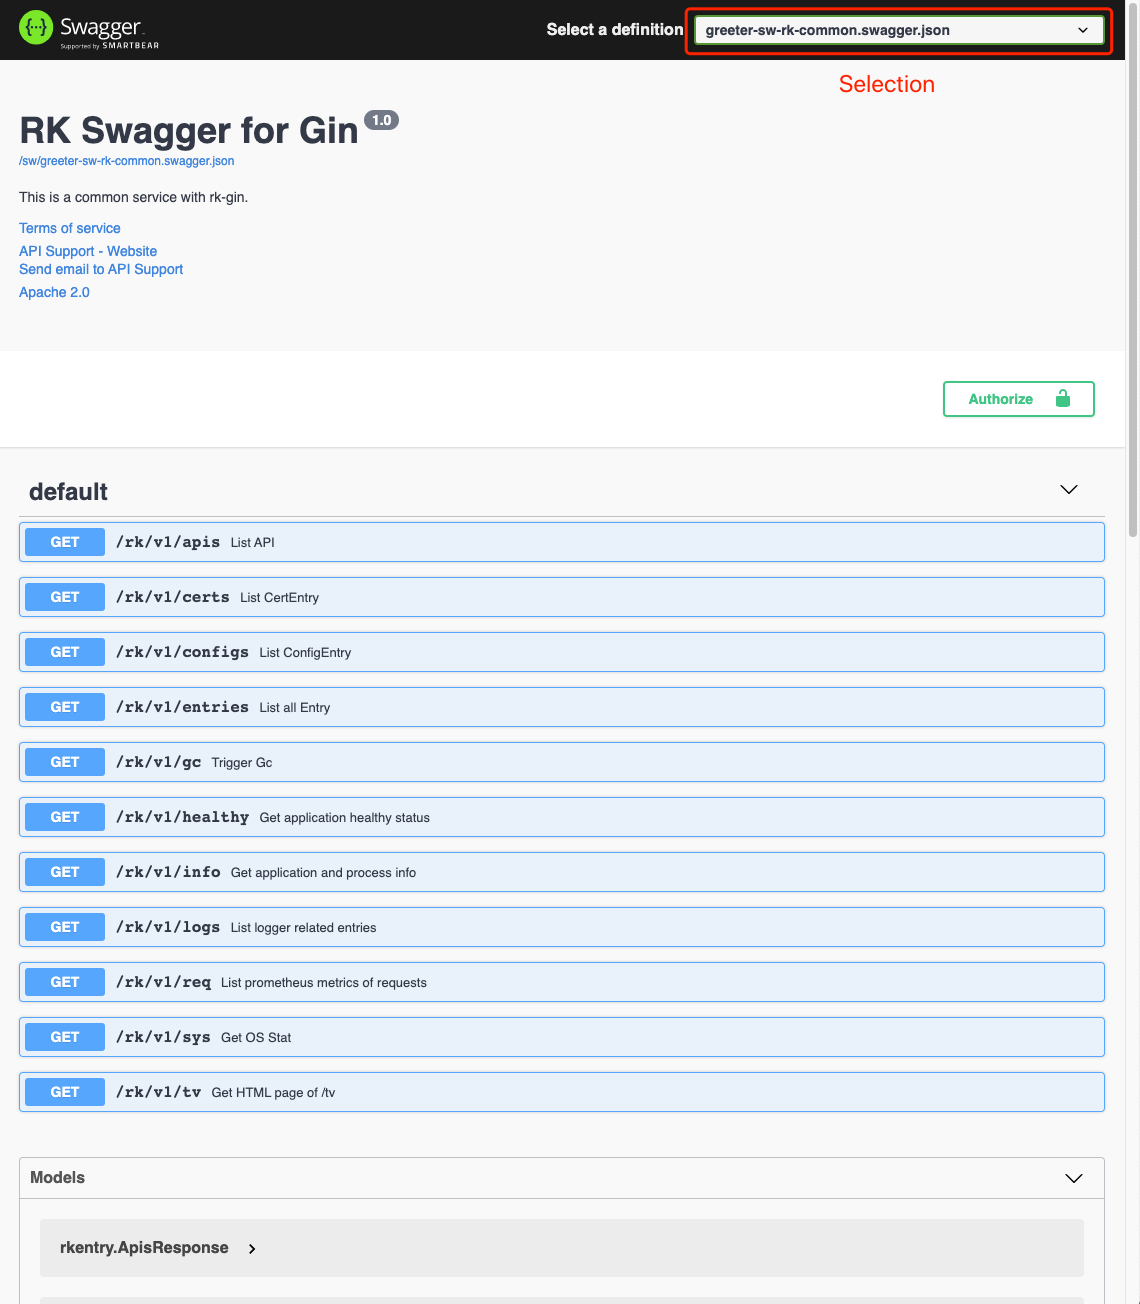 Swagger.
Supported by SMARTBEAR
Select a definition
greeter-sw-rk-common.swagger.json
Selection
RK Swagger for Gin 1.0
/sw/greeter-sw-rk-common.swagger.json
This is a common service with rk-gin.
Terms of service
API Support - Website
Send email to API Support
Apache 2.0
Authorize
default
GET /rk/v1/apis List API
GET /rk/v1/certs List CertEntry
GET /rk/v1/configs List ConfigEntry
GET /rk/v1/entries List all Entry
GET /rk/v1/gc Trigger Gc
GET /rk/v1/healthy Get application healthy status
GET /rk/v1/info Get application and process info
GET /rk/v1/logs List logger related entries
GET /rk/v1/req List prometheus metrics of requests
GET /rk/v1/sys Get OS Stat
GET /rk/v1/tv Get HTML page of /tv
Models
rkentry.ApisResponse